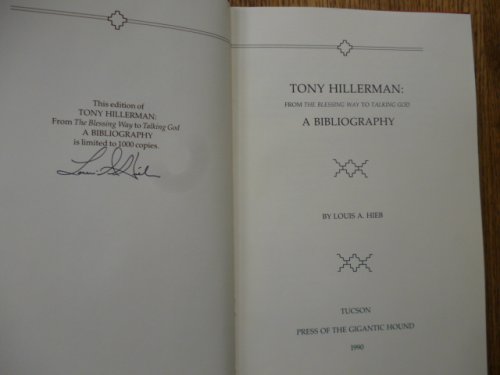 This edition of
TONY HILLERMAN:
From The Blessing Way to Talking God
A BIBLIOGRAPHY
is limited to 1000 copies.
Louis A Hieb
TONY HILLERMAN:
FROM THE BLESSING WAY TO TALKING GOD
A BIBLIOGRAPHY
BY LOUIS A. HIEB
TUCSON
PRESS OF THE GIGANTIC HOUND
1990